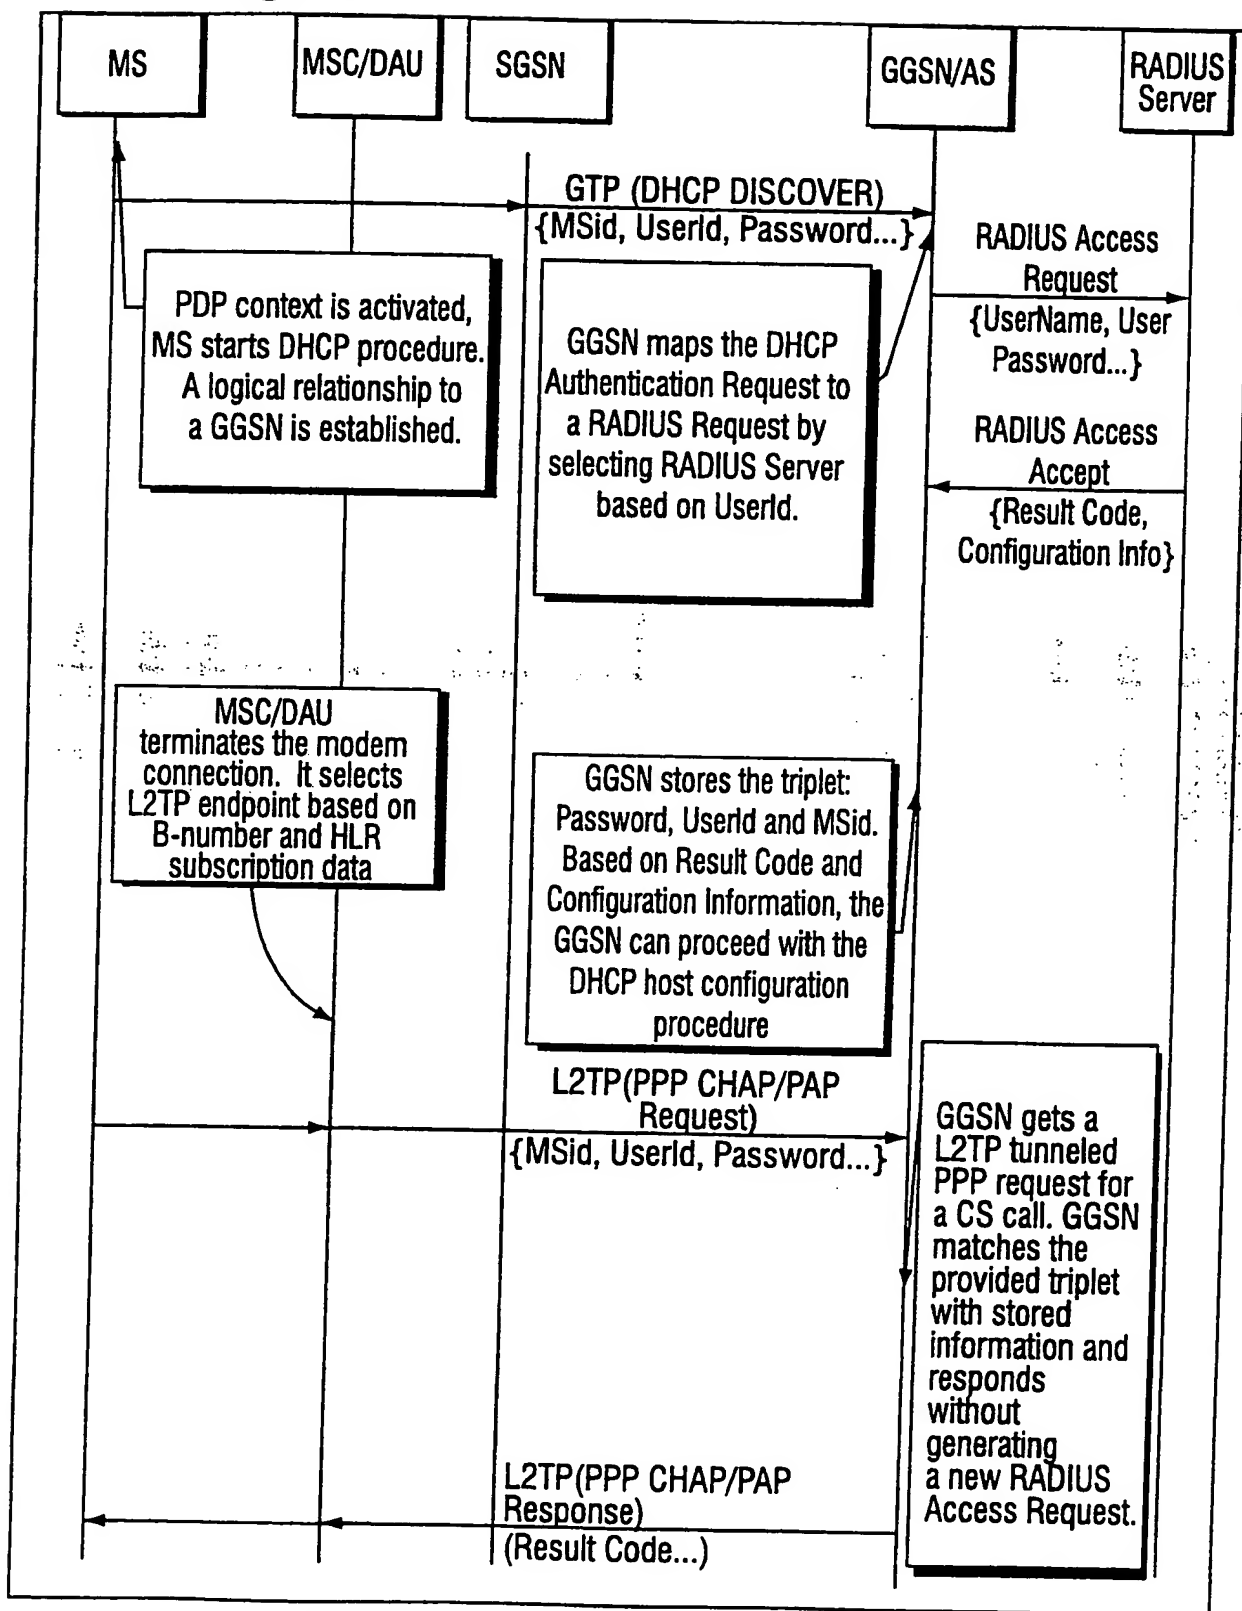 MS
MSC/DAU
SGSN
GGSN/AS
RADIUS
Server
GTP (DHCP DISCOVER)
{MSid, UserId, Password...}
RADIUS Access
Request
{UserName, User
Password...}
PDP context is activated,
MS starts DHCP procedure.
A logical relationship to
a GGSN is established.
GGSN maps the DHCP
Authentication Request to
a RADIUS Request by
selecting RADIUS Server
based on UserId.
RADIUS Access
Accept
{Result Code,
Configuration Info}
MSC/DAU
terminates the modem
connection. It selects
L2TP endpoint based on
B-number and HLR
subscription data
GGSN stores the triplet:
Password, UserId and MSid.
Based on Result Code and
Configuration Information, the
GGSN can proceed with the
DHCP host configuration
procedure
L2TP(PPP CHAP/PAP
Request)
{MSid, UserId, Password...}
GGSN gets a
L2TP tunneled
PPP request for
a CS call. GGSN
matches the
provided triplet
with stored
information and
responds
without
generating
a new RADIUS
Access Request.
L2TP(PPP CHAP/PAP
Response)
(Result Code...)